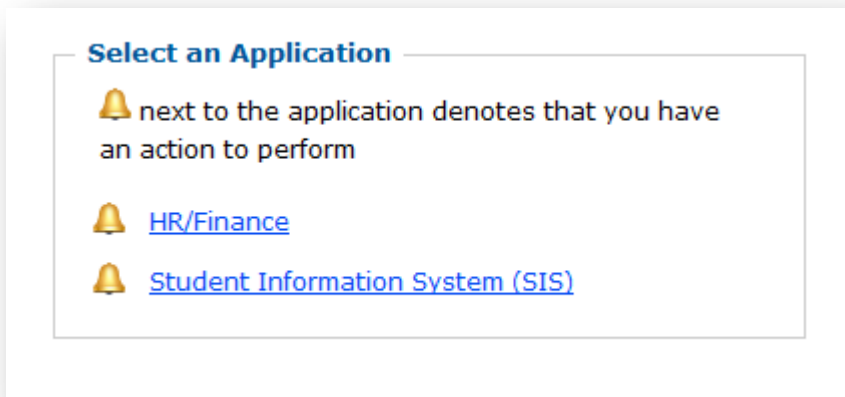 Select an Application
next to the application denotes that you have
an action to perform
HR/Finance
Student Information System (SIS)